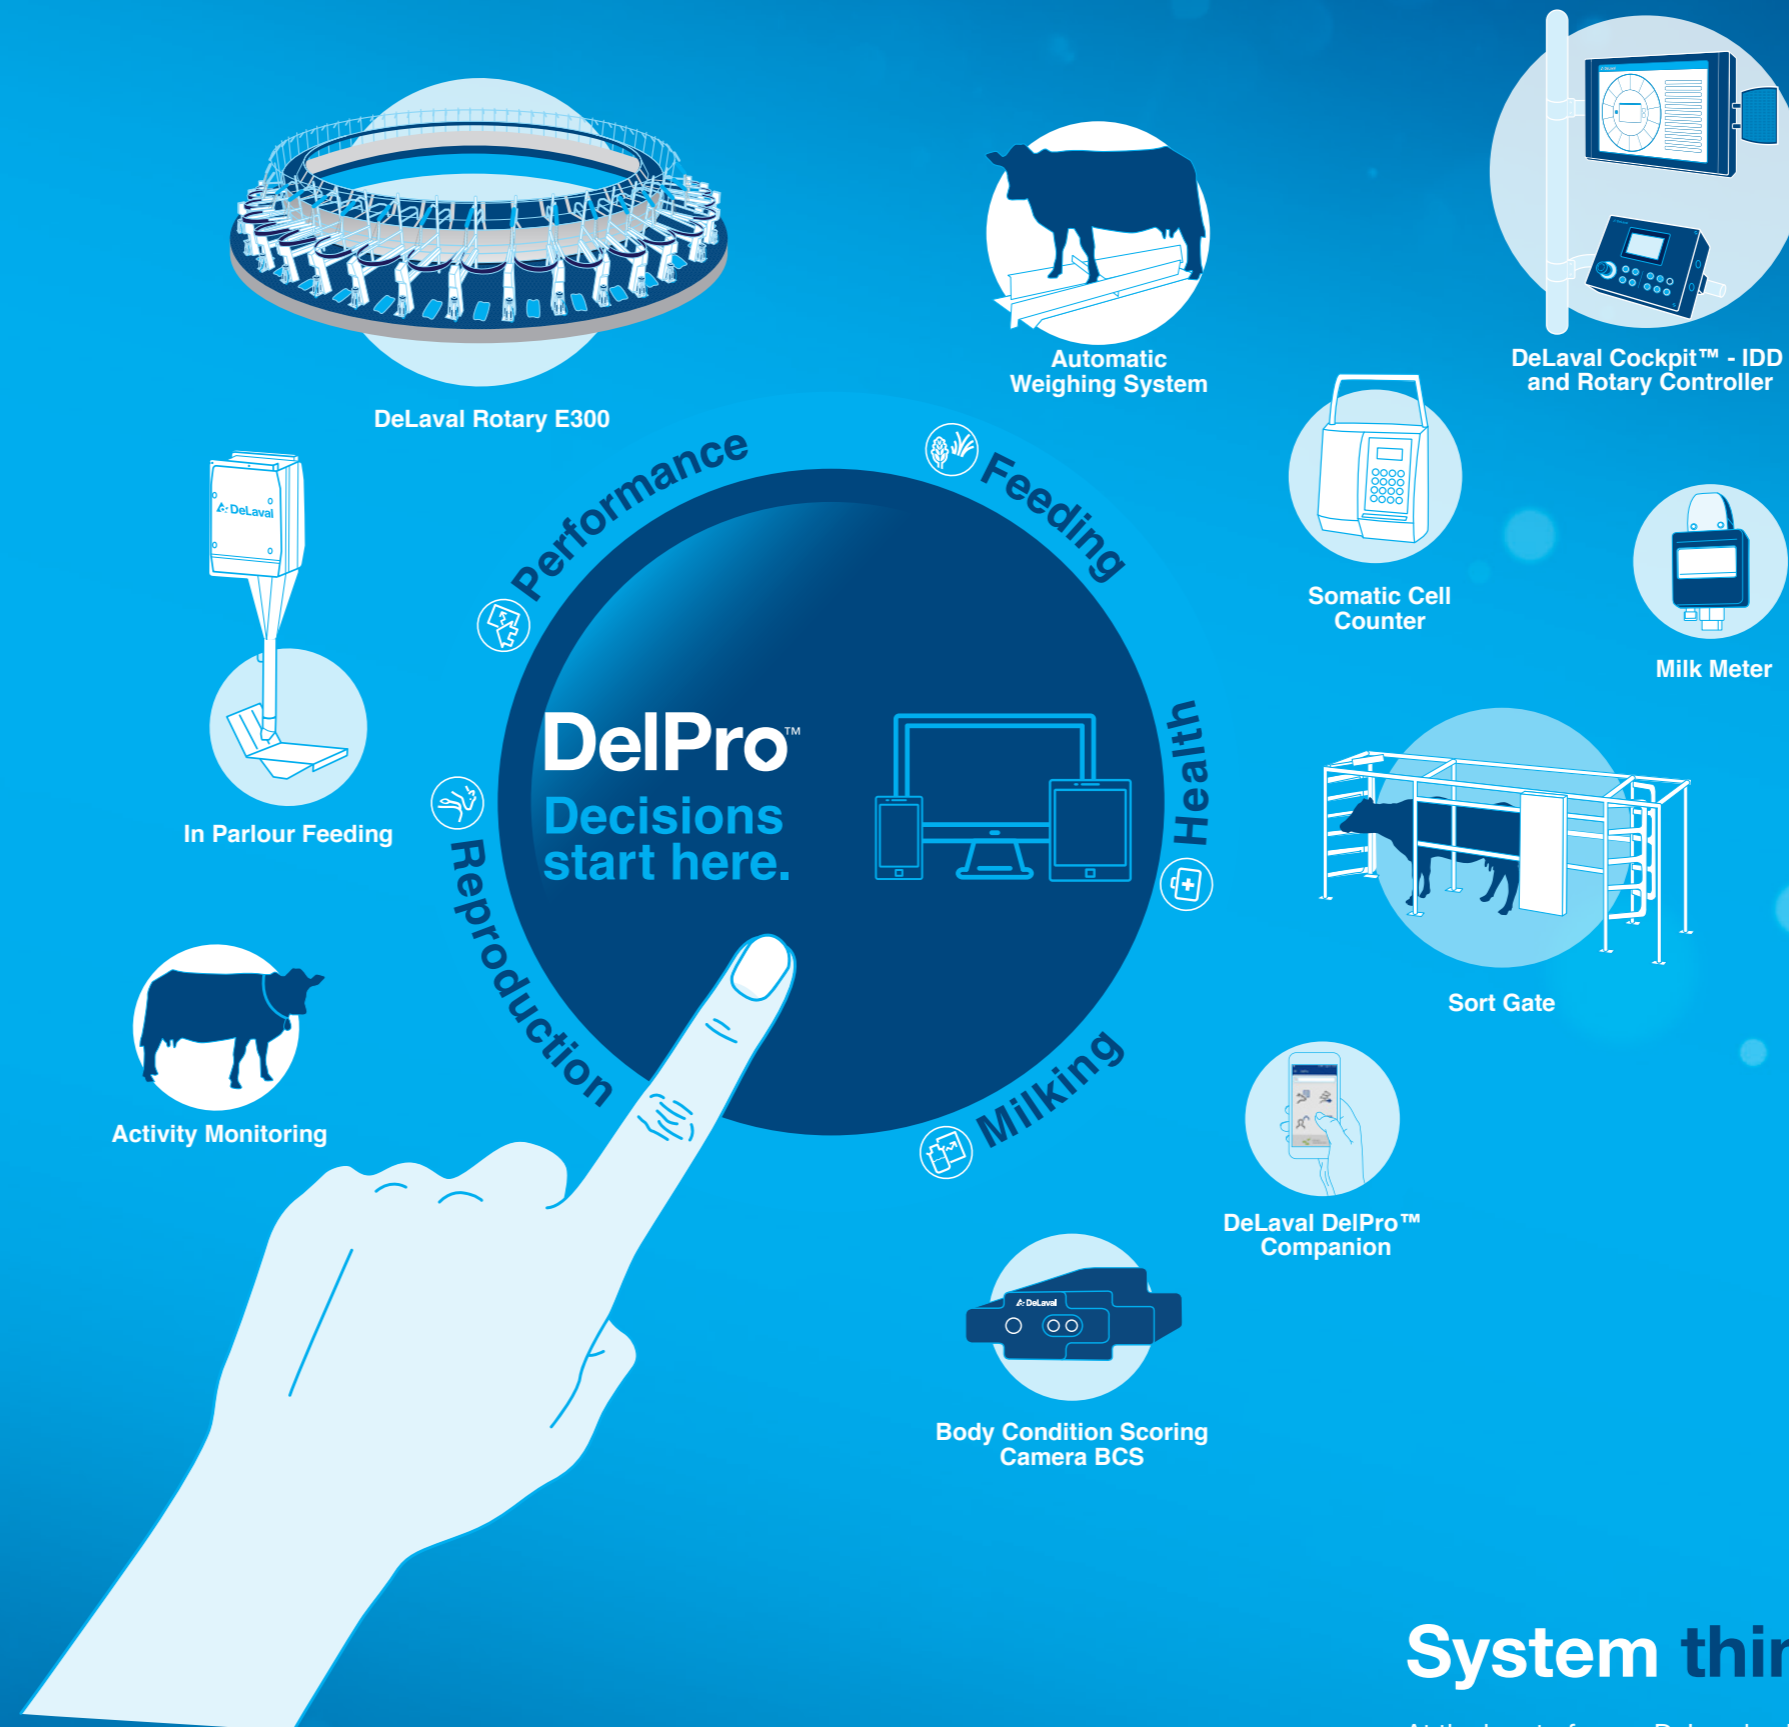 DeLaval Rotary E300
Automatic
Weighing System
DeLaval Cockpit™ - IDD
and Rotary Controller
Somatic Cell
Counter
Milk Meter
DeLaval
In Parlour Feeding
Performance
Feeding
Health
Milking
Reproduction
DelPro™
Decisions
start here.
Sort Gate
Activity Monitoring
DeLaval DelPro™
Companion
DeLaval
Body Condition Scoring
Camera BCS
System